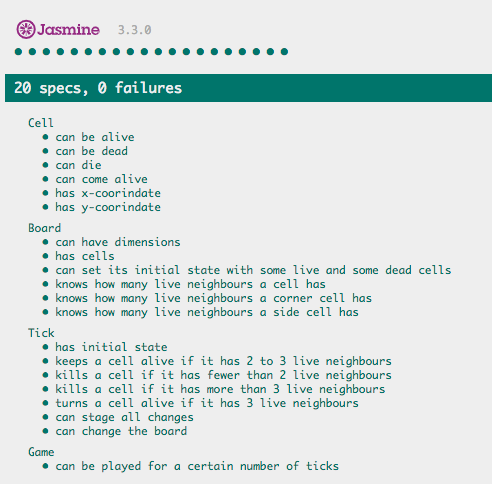 Jasmine 3.3.0
20 specs, 0 failures
Cell
• can be alive
• can be dead
• can die
• can come alive
• has x-coorindate
• has y-coorindate
Board
• can have dimensions
• has cells
• can set its initial state with some live and some dead cells
• knows how many live neighbours a cell has
• knows how many live neighbours a corner cell has
• knows how many live neighbours a side cell has
Tick
• has initial state
• keeps a cell alive if it has 2 to 3 live neighbours
• kills a cell if it has fewer than 2 live neighbours
• kills a cell if it has more than 3 live neighbours
• turns a cell alive if it has 3 live neighbours
• can stage all changes
• can change the board
Game
• can be played for a certain number of ticks